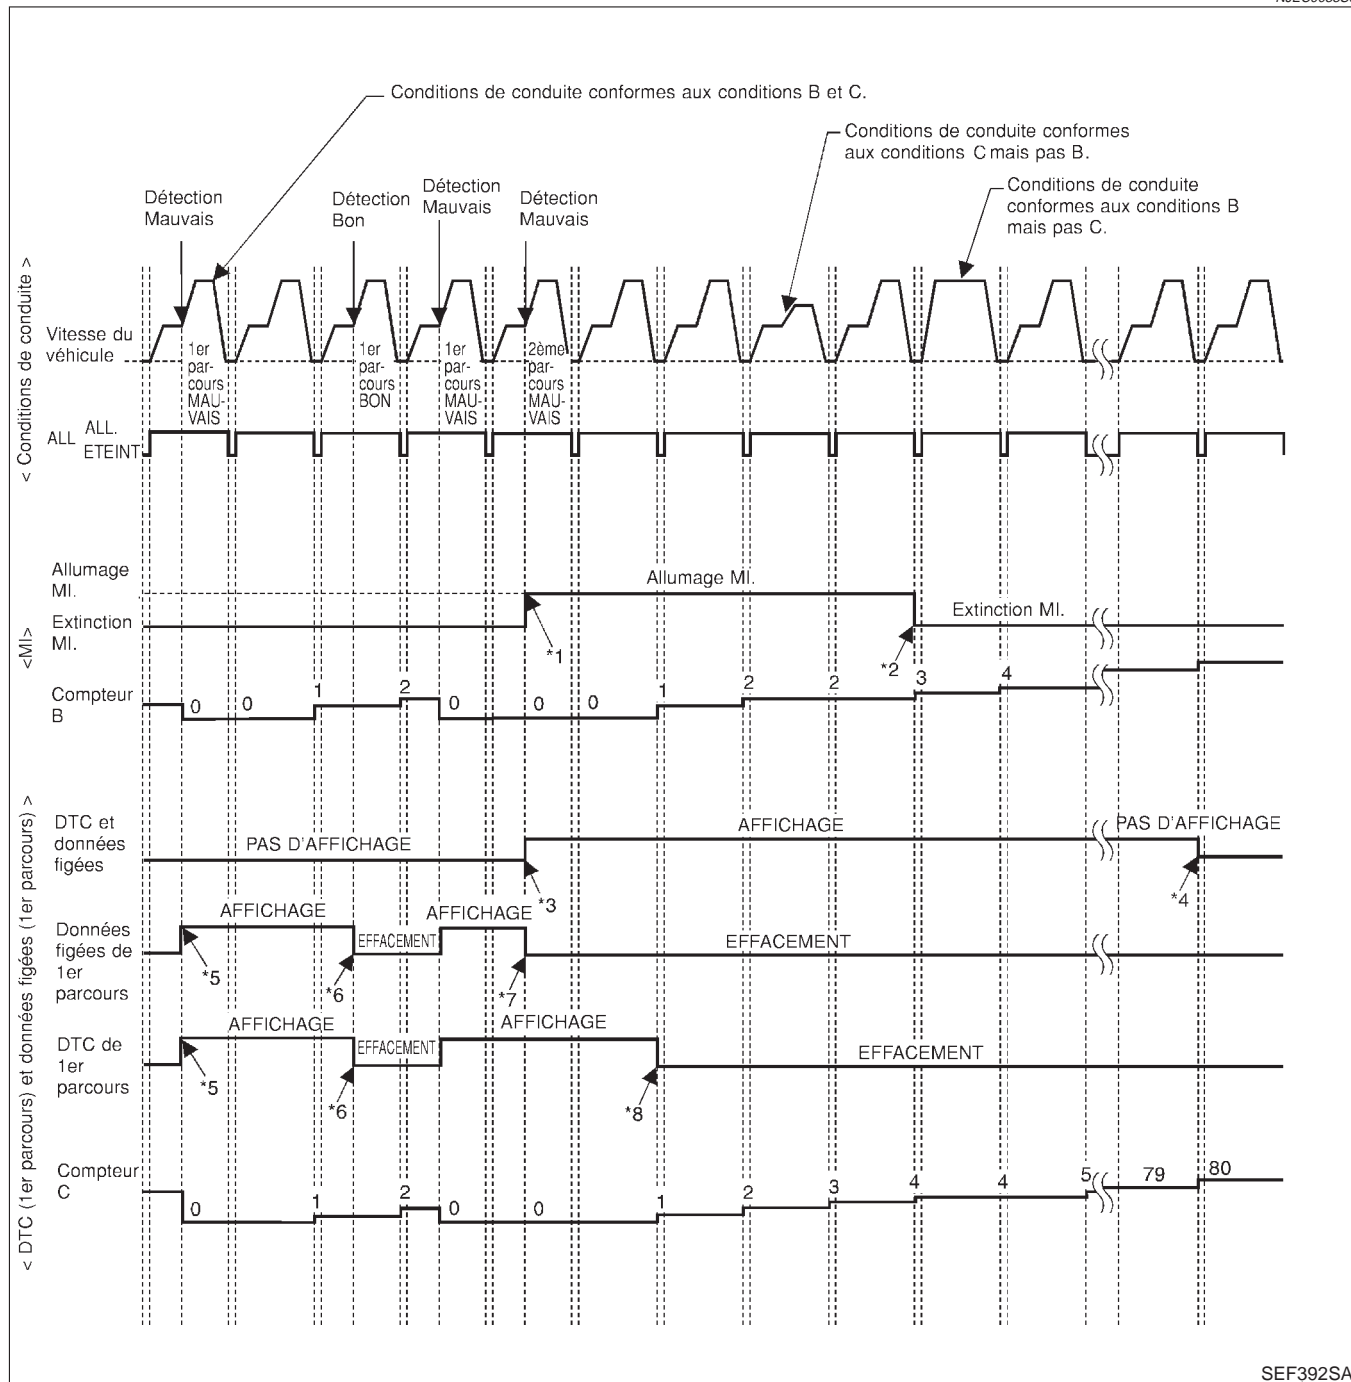 Conditions de conduite conformes aux conditions B et C.
Conditions de conduite conformes
aux conditions C mais pas B.
Conditions de conduite
conformes aux conditions B
mais pas C.
Détection
Mauvais
Détection
Bon
Détection
Mauvais
Détection
Mauvais
< Conditions de conduite >
Vitesse du
véhicule
1er
par-
cours
MAU-
VAIS
1er
par-
cours
BON
1er
par-
cours
MAU-
VAIS
2ème
par-
cours
MAU-
VAIS
ALL
ALL.
ETEINT
<MI>
Allumage
MI.
Extinction
MI.
Allumage MI.
Extinction MI.
*1
*2
Compteur
B
0 0 1 2 0 0 0 1 2 2 3 4
< DTC (1er parcours) et données figées (1er parcours) >
DTC et
données
figées
PAS D'AFFICHAGE
AFFICHAGE
PAS D'AFFICHAGE
*3
*4
Données
figées de
1er
parcours
AFFICHAGE
EFFACEMENT
AFFICHAGE
EFFACEMENT
*5
*6
*7
DTC de
1er
parcours
AFFICHAGE
EFFACEMENT
AFFICHAGE
EFFACEMENT
*5
*6
*8
Compteur
C
0 1 2 0 0 1 2 3 4 4 5 79 80
SEF392SA